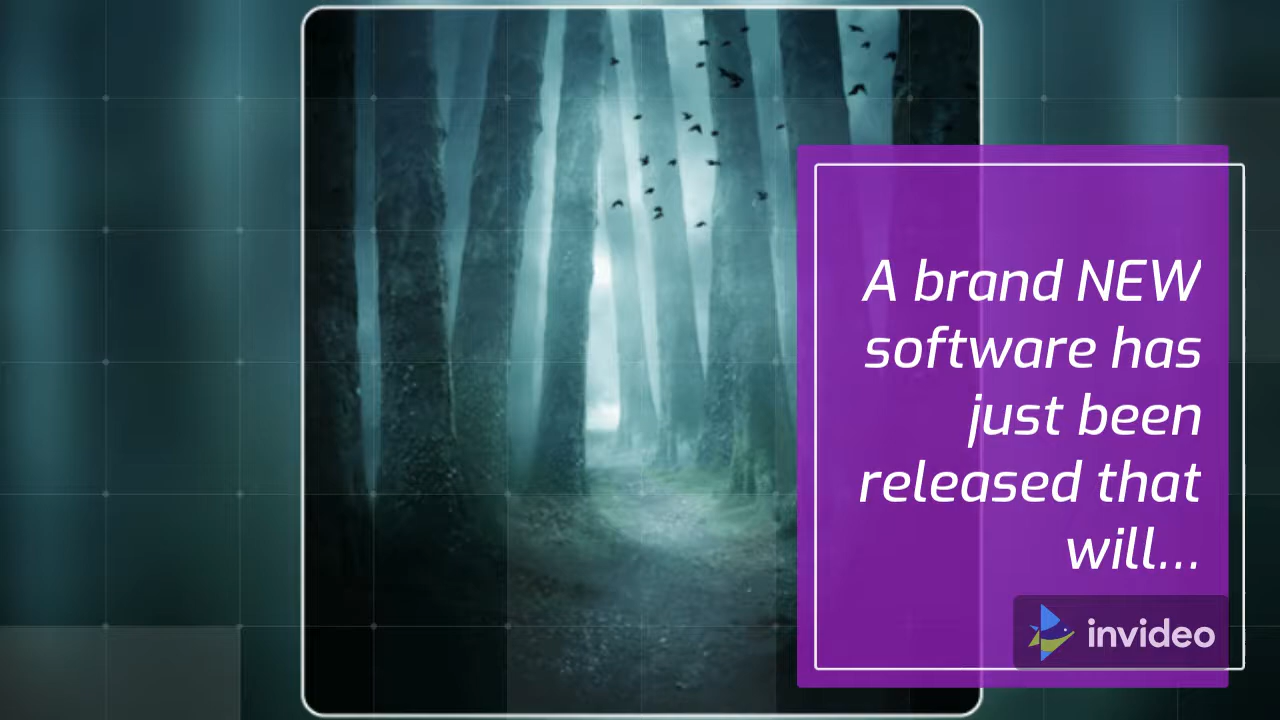 A brand NEW
software has
just been
released that
will...
invideo